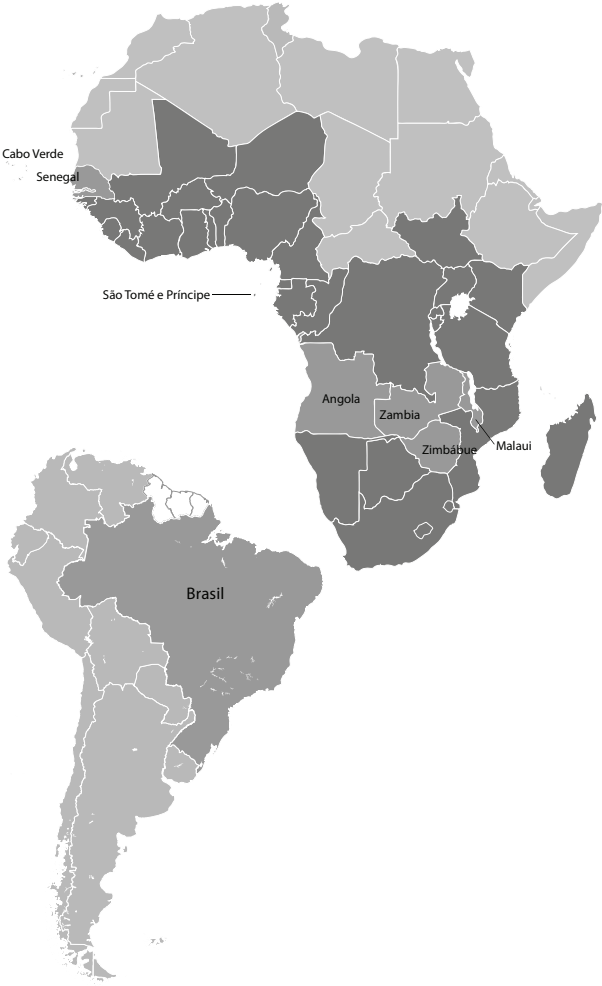 Cabo Verde
Senegal
São Tomé e Príncipe
Angola
Zambia
Zimbábue
Malaui
Brasil